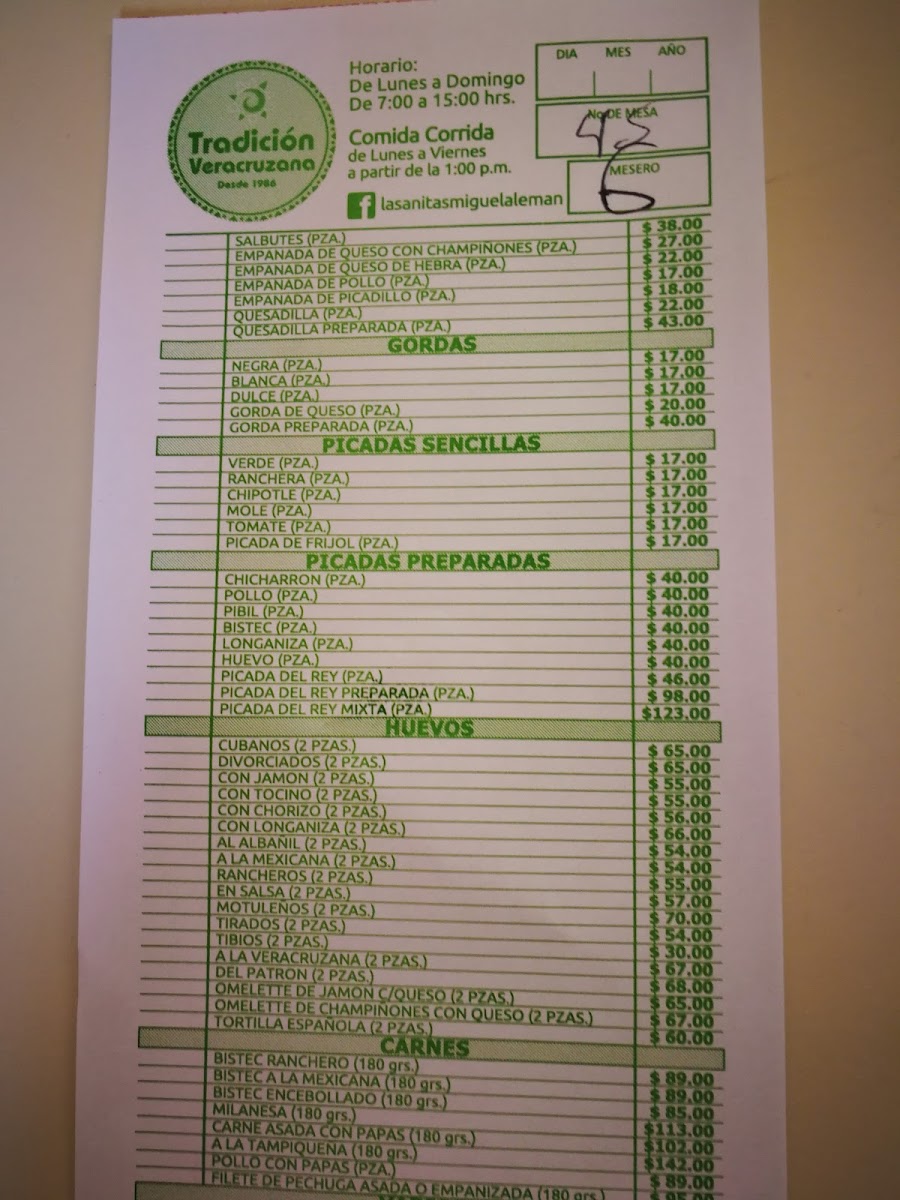 Tradición
Veracruzana
Desde 1986
Horario:
De Lunes a Domingo
De 7:00 a 15:00 hrs.
Comida Corrida
de Lunes a Viernes
a partir de la 1:00 p.m.
f lasanitasmiguelaleman
DIA MES AÑO
No DE MESA
MESERO
6
SALBUTES (PZA.) $ 38.00
EMPANADA DE QUESO CON CHAMPIÑONES (PZA.) $ 27.00
EMPANADA DE QUESO DE HEBRA (PZA.) $ 22.00
EMPANADA DE POLLO (PZA.) $ 17.00
EMPANADA DE PICADILLO (PZA.) $ 18.00
QUESADILLA (PZA.) $ 22.00
QUESADILLA PREPARADA (PZA.) $ 43.00
GORDAS
NEGRA (PZA.) $ 17.00
BLANCA (PZA.) $ 17.00
DULCE (PZA.) $ 17.00
GORDA DE QUESO (PZA.) $ 20.00
GORDA PREPARADA (PZA.) $ 40.00
PICADAS SENCILLAS
VERDE (PZA.) $ 17.00
RANCHERA (PZA.) $ 17.00
CHIPOTLE (PZA.) $ 17.00
MOLE (PZA.) $ 17.00
TOMATE (PZA.) $ 17.00
PICADA DE FRIJOL (PZA.) $ 17.00
PICADAS PREPARADAS
CHICHARRON (PZA.) $ 40.00
POLLO (PZA.) $ 40.00
PIBIL (PZA.) $ 40.00
BISTEC (PZA.) $ 40.00
LONGANIZA (PZA.) $ 40.00
HUEVO (PZA.) $ 40.00
PICADA DEL REY (PZA.) $ 46.00
PICADA DEL REY PREPARADA (PZA.) $ 98.00
PICADA DEL REY MIXTA (PZA.) $123.00
HUEVOS
CUBANOS (2 PZAS.) $ 65.00
DIVORCIADOS (2 PZAS.) $ 65.00
CON JAMON (2 PZAS.) $ 55.00
CON TOCINO (2 PZAS.) $ 55.00
CON CHORIZO (2 PZAS.) $ 56.00
CON LONGANIZA (2 PZAS.) $ 66.00
AL ALBAÑIL (2 PZAS.) $ 54.00
A LA MEXICANA (2 PZAS.) $ 54.00
RANCHEROS (2 PZAS.) $ 55.00
EN SALSA (2 PZAS.) $ 57.00
MOTULEÑOS (2 PZAS.) $ 70.00
TIRADOS (2 PZAS.) $ 54.00
TIBIOS (2 PZAS.) $ 30.00
A LA VERACRUZANA (2 PZAS.) $ 67.00
DEL PATRON (2 PZAS.) $ 68.00
OMELETTE DE JAMON C/QUESO (2 PZAS.) $ 65.00
OMELETTE DE CHAMPIÑONES CON QUESO (2 PZAS.) $ 67.00
TORTILLA ESPAÑOLA (2 PZAS.) $ 60.00
CARNES
BISTEC RANCHERO (180 grs.) $ 89.00
BISTEC A LA MEXICANA (180 grs.) $ 89.00
BISTEC ENCEBOLLADO (180 grs.) $ 85.00
MILANESA (180 grs.) $113.00
CARNE ASADA CON PAPAS (180 grs.) $102.00
A LA TAMPIQUEÑA (180 grs.) $142.00
POLLO CON PAPAS (PZA.) $ 89.00
FILETE DE PECHUGA ASADA O EMPANIZADA (180 grs.)